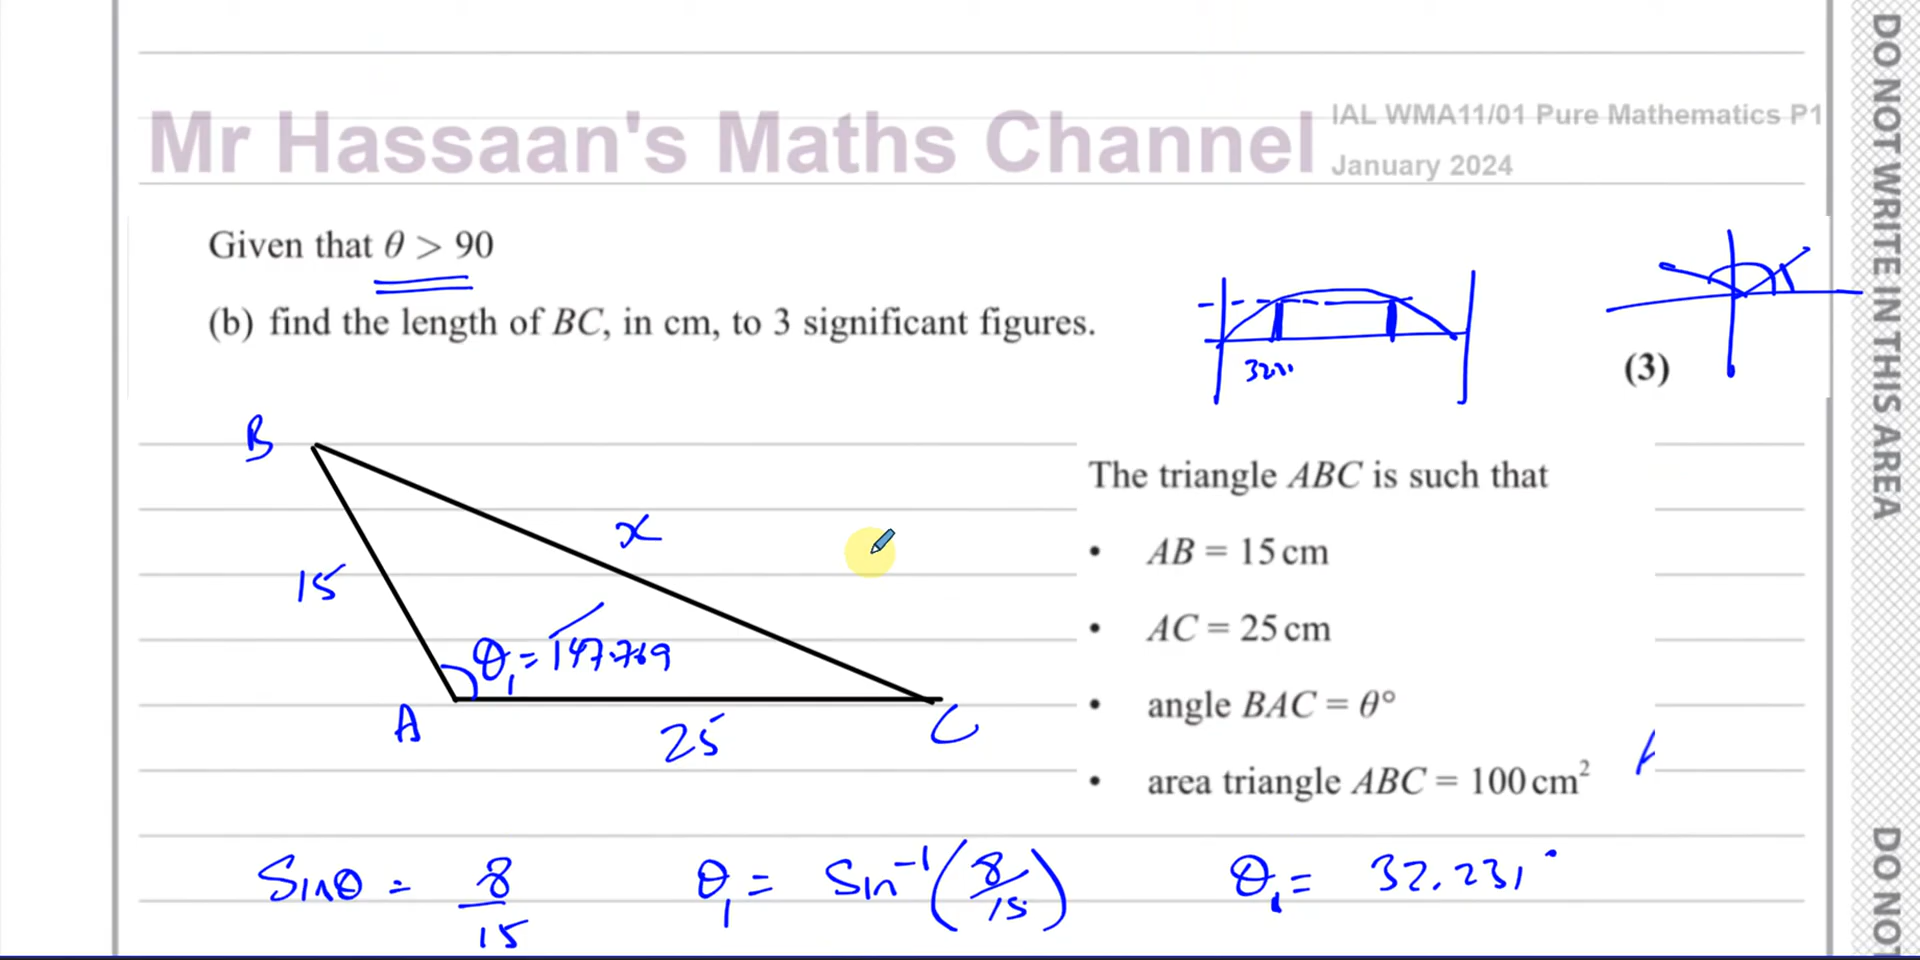 Mr Hassaan's Maths Channel
IAL WMA11/01 Pure Mathematics P1
January 2024
Given that θ > 90
(b) find the length of BC, in cm, to 3 significant figures.
(3)
32.23
B
x
15
θ₁ = 147.769
A
25
C
The triangle ABC is such that
• AB = 15 cm
• AC = 25 cm
• angle BAC = θ°
• area triangle ABC = 100 cm²
Sinθ = 8/15
θ₁ = Sin⁻¹(8/15)
θ₁ = 32.231°
DO NOT WRITE IN THIS AREA
DO NOT